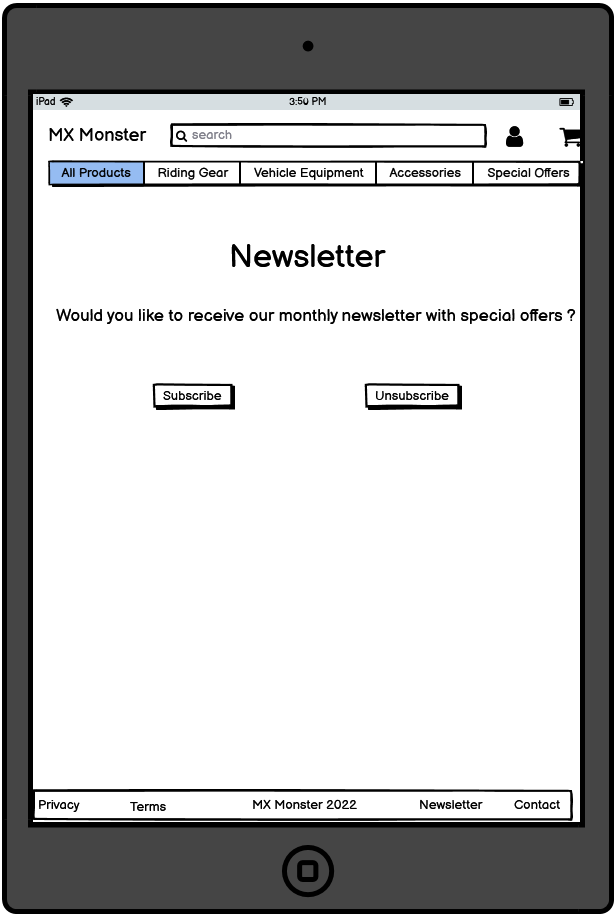 iPad 3:50 PM
MX Monster search
All Products Riding Gear Vehicle Equipment Accessories Special Offers
Newsletter
Would you like to receive our monthly newsletter with special offers ?
Subscribe Unsubscribe
Privacy Terms MX Monster 2022 Newsletter Contact